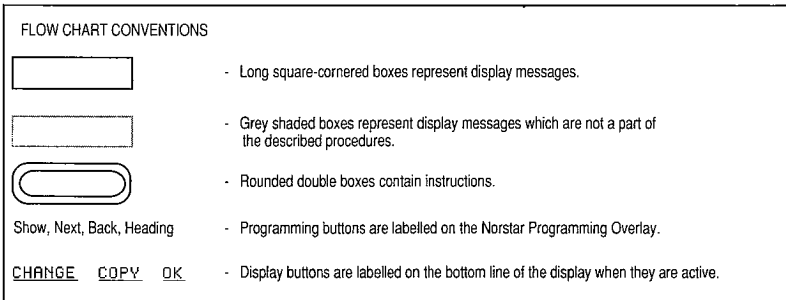 FLOW CHART CONVENTIONS
- Long square-cornered boxes represent display messages.
- Grey shaded boxes represent display messages which are not a part of
the described procedures.
- Rounded double boxes contain instructions.
Show, Next, Back, Heading - Programming buttons are labelled on the Norstar Programming Overlay.
CHANGE COPY OK - Display buttons are labelled on the bottom line of the display when they are active.